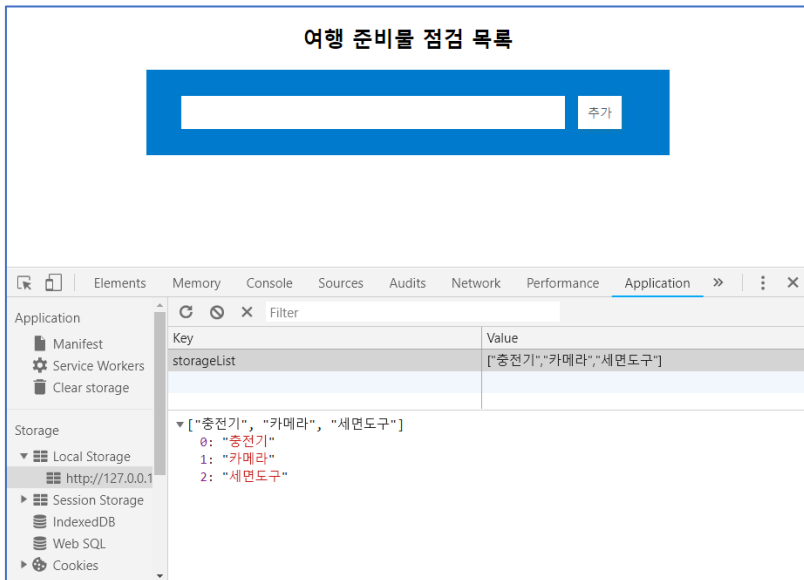 여행 준비물 점검 목록
추가
Elements Memory Console Sources Audits Network Performance Application »
Application
Manifest
Service Workers
Clear storage
Storage
Local Storage
http://127.0.0.1
Session Storage
IndexedDB
Web SQL
Cookies
Filter
Key Value
storageList ["충전기","카메라","세면도구"]
▼["충전기", "카메라", "세면도구"]
0: "충전기"
1: "카메라"
2: "세면도구"